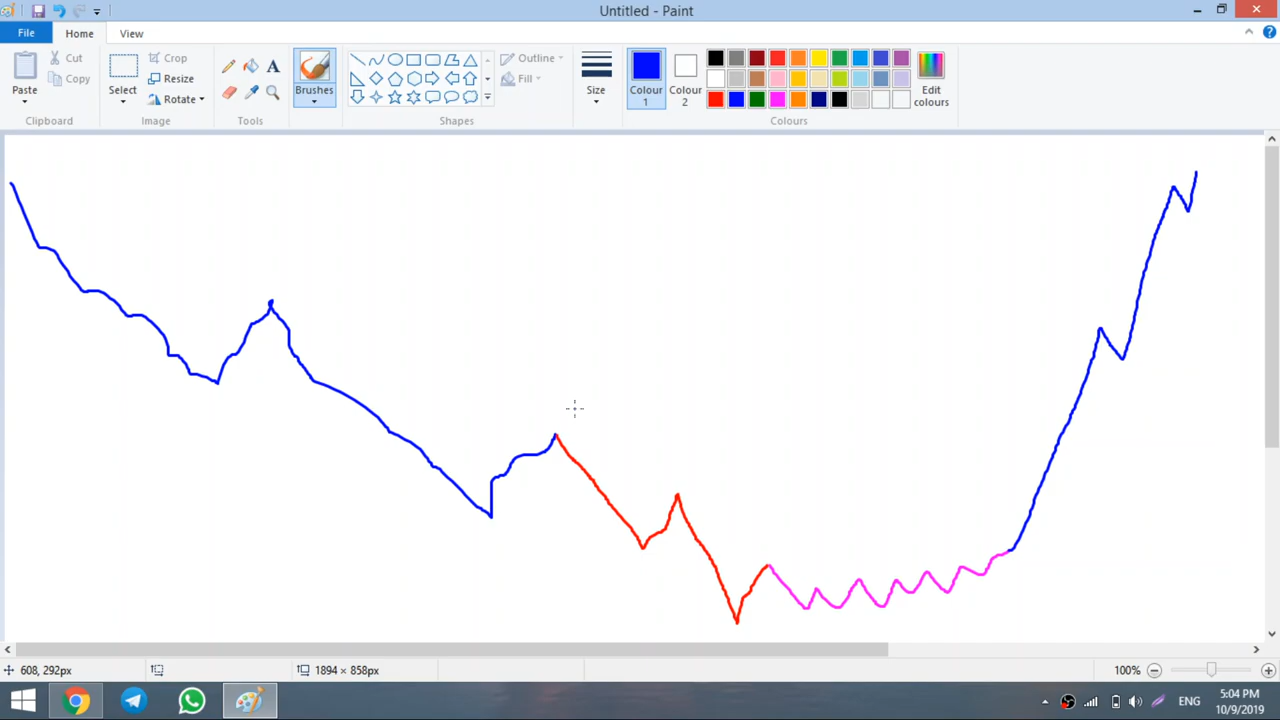 Untitled - Paint
File Home View
Paste
Cut
Copy
Clipboard
Select
Crop
Resize
Rotate
Image
A
Tools
Brushes
Outline
Fill
Shapes
Size
Colour 1
Colour 2
Edit colours
Colours
608, 292px
1894 × 858px
100%
ENG
5:04 PM
10/9/2019